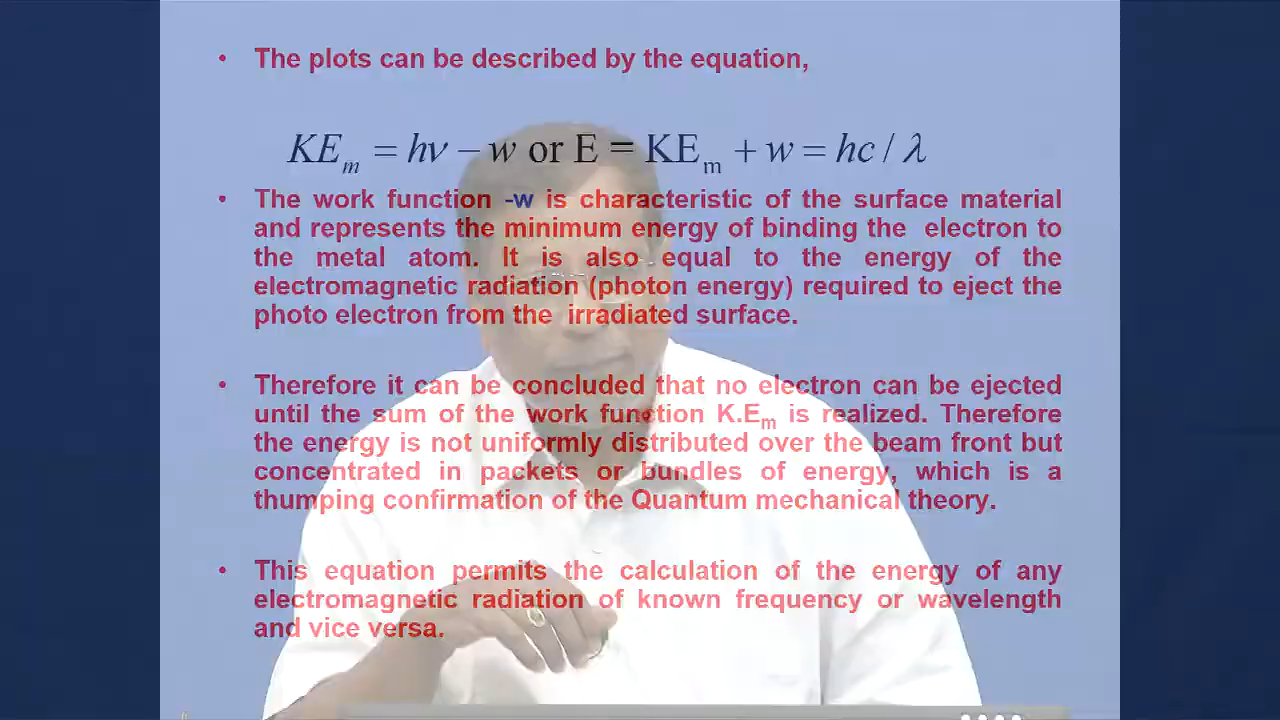 • The plots can be described by the equation,
KEₘ = hν – w or E = KEₘ + w = hc / λ
• The work function -w is characteristic of the surface material
and represents the minimum energy of binding the electron to
the metal atom. It is also equal to the energy of the
electromagnetic radiation (photon energy) required to eject the
photo electron from the irradiated surface.
• Therefore it can be concluded that no electron can be ejected
until the sum of the work function K.Eₘ is realized. Therefore
the energy is not uniformly distributed over the beam front but
concentrated in packets or bundles of energy, which is a
thumping confirmation of the Quantum mechanical theory.
• This equation permits the calculation of the energy of any
electromagnetic radiation of known frequency or wavelength
and vice versa.